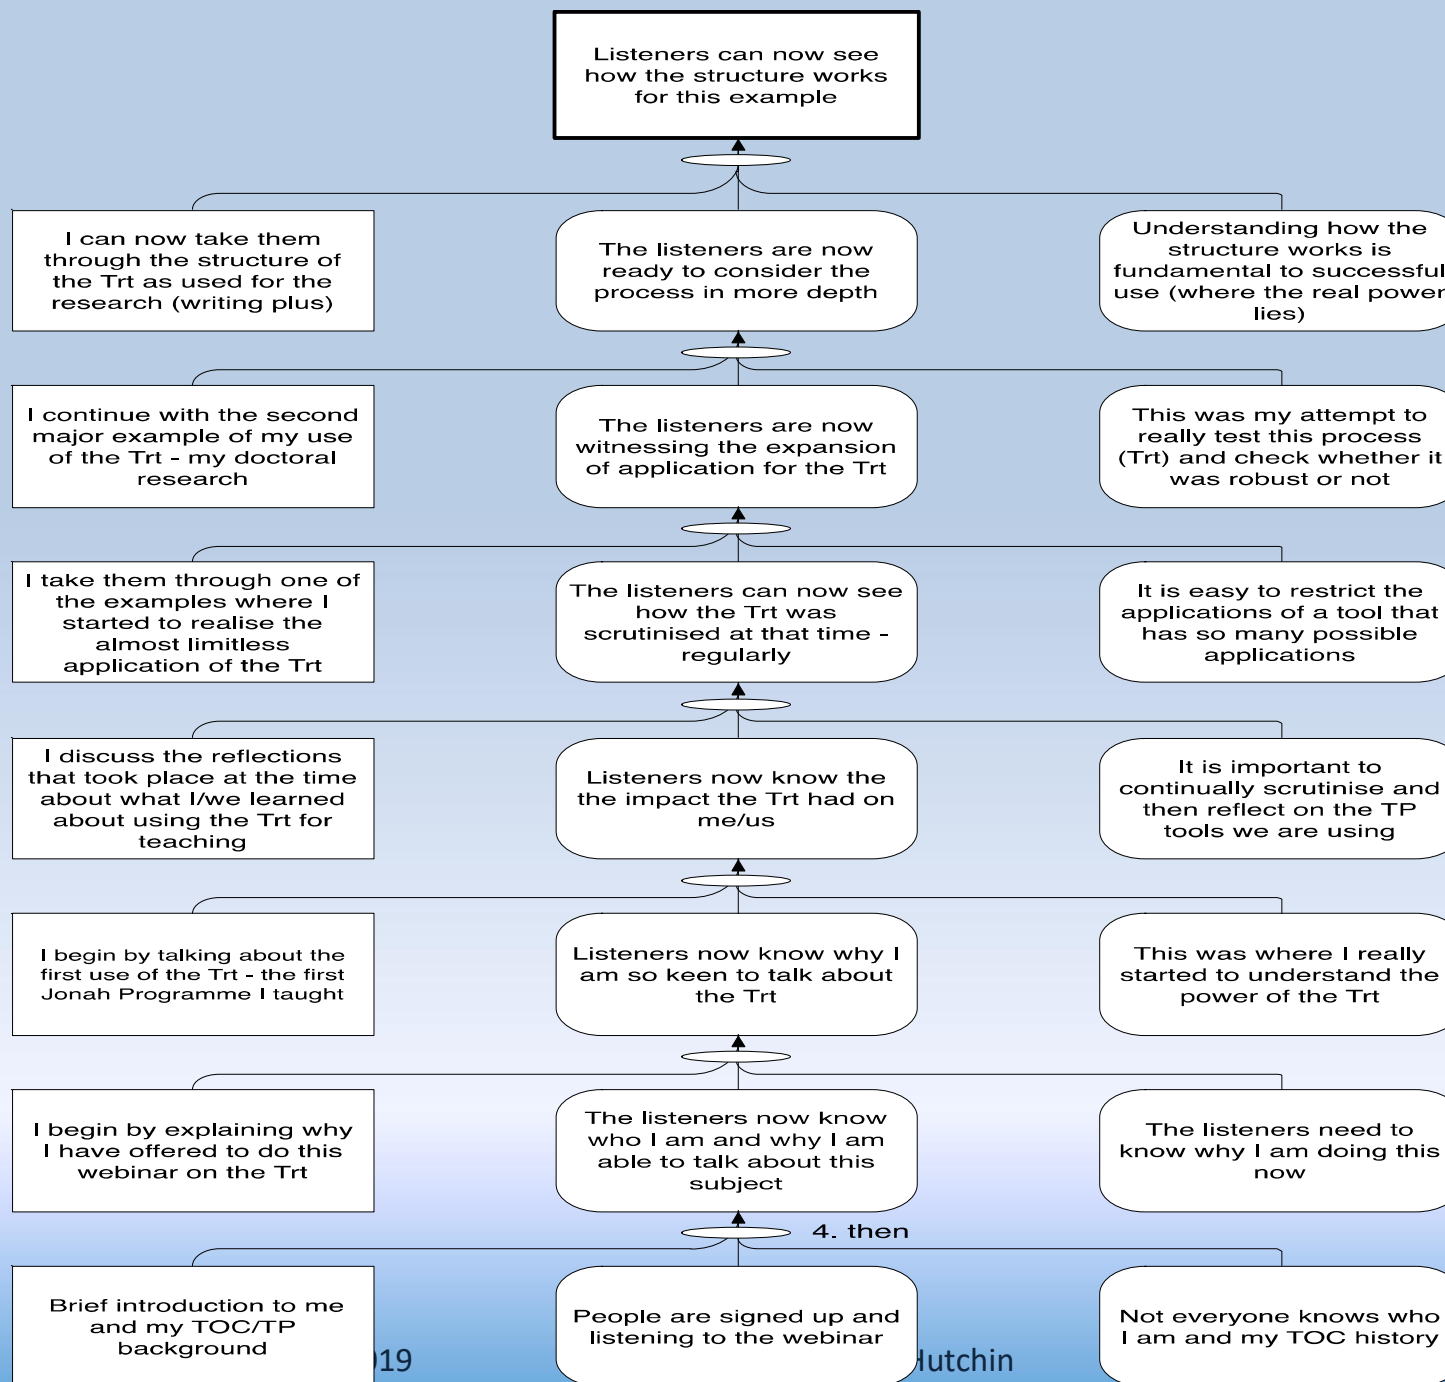 Listeners can now see
how the structure works
for this example
I can now take them
through the structure of
the Trt as used for the
research (writing plus)
The listeners are now
ready to consider the
process in more depth
Understanding how the
structure works is
fundamental to successful
use (where the real power
lies)
I continue with the second
major example of my use
of the Trt - my doctoral
research
The listeners are now
witnessing the expansion
of application for the Trt
This was my attempt to
really test this process
(Trt) and check whether it
was robust or not
I take them through one of
the examples where I
started to realise the
almost limitless
application of the Trt
The listeners can now see
how the Trt was
scrutinised at that time -
regularly
It is easy to restrict the
applications of a tool that
has so many possible
applications
I discuss the reflections
that took place at the time
about what I/we learned
about using the Trt for
teaching
Listeners now know the
the impact the Trt had on
me/us
It is important to
continually scrutinise and
then reflect on the TP
tools we are using
I begin by talking about the
first use of the Trt - the first
Jonah Programme I taught
Listeners now know why I
am so keen to talk about
the Trt
This was where I really
started to understand the
power of the Trt
I begin by explaining why
I have offered to do this
webinar on the Trt
The listeners now know
who I am and why I am
able to talk about this
subject
The listeners need to
know why I am doing this
now
4. then
Brief introduction to me
and my TOC/TP
background
People are signed up and
listening to the webinar
Not everyone knows who
I am and my TOC history
19
Hutchin